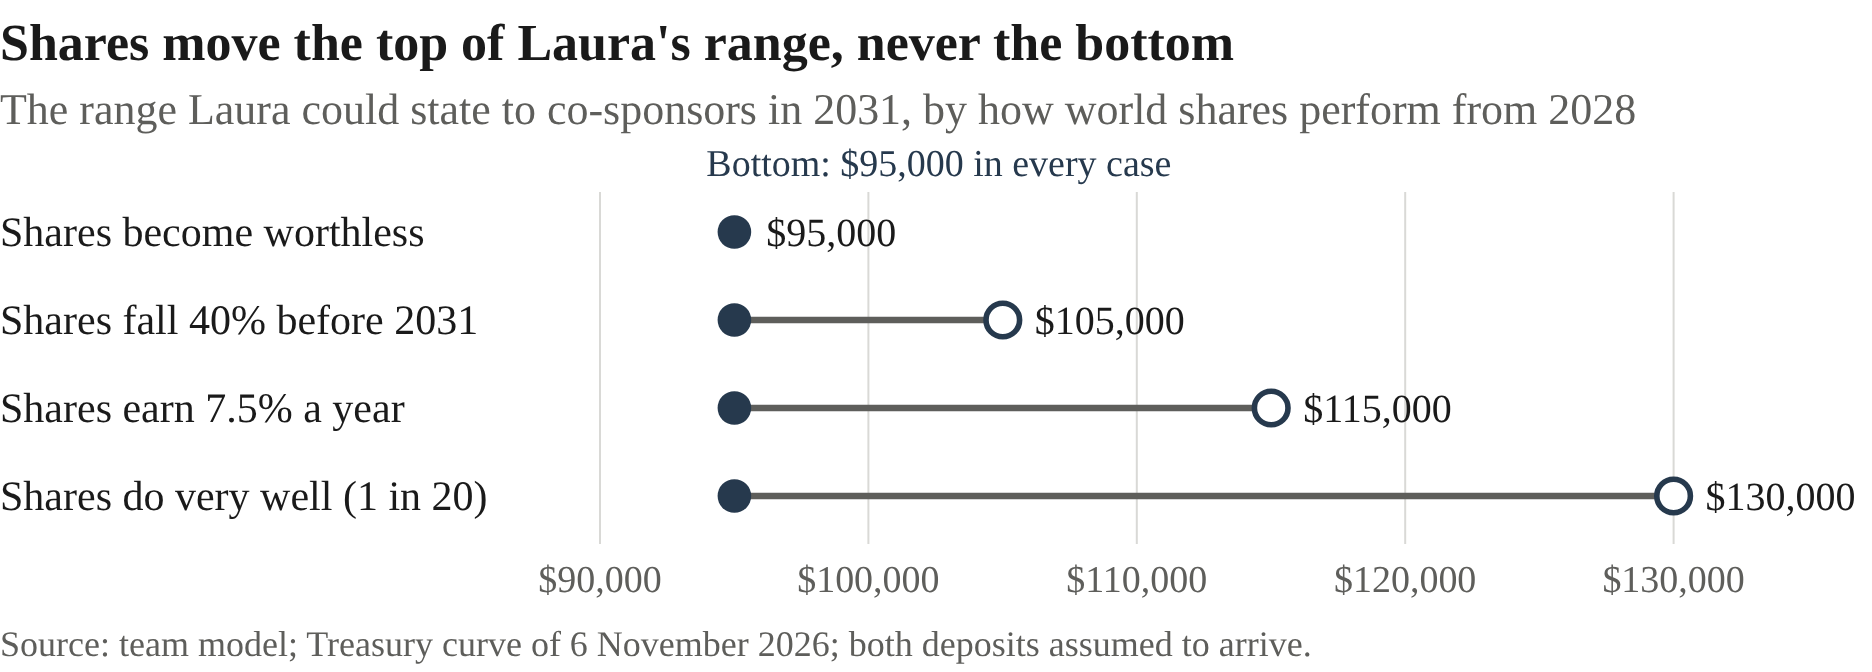 Shares move the top of Laura's range, never the bottom
The range Laura could state to co-sponsors in 2031, by how world shares perform from 2028
Bottom: $95,000 in every case
Shares become worthless $95,000
Shares fall 40% before 2031 $105,000
Shares earn 7.5% a year $115,000
Shares do very well (1 in 20) $130,000
$90,000 $100,000 $110,000 $120,000 $130,000
Source: team model; Treasury curve of 6 November 2026; both deposits assumed to arrive.